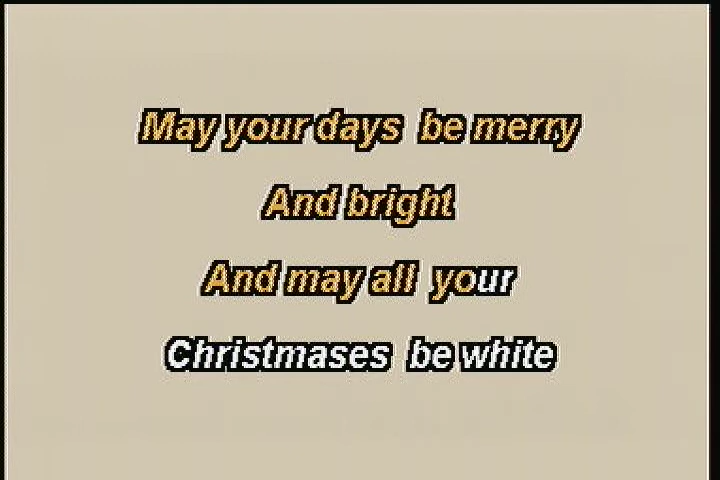 May your days be merry
And bright
And may all your
Christmases be white